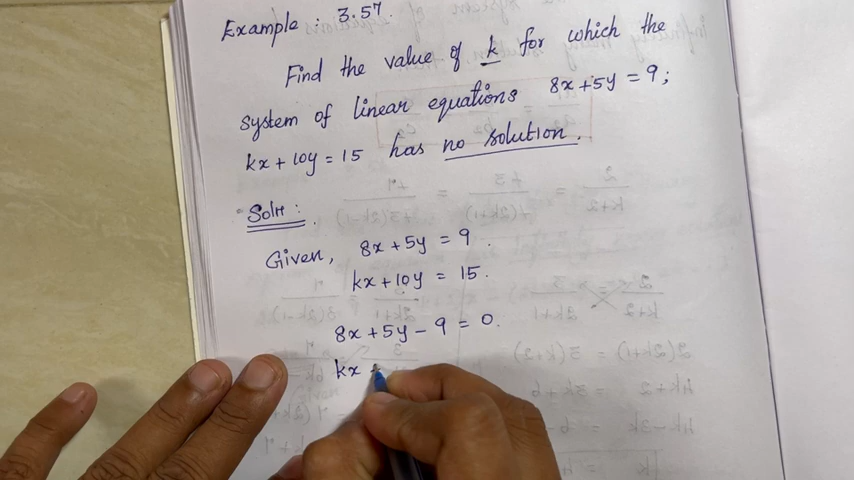 Example : 3.57.
Find the value of k for which the
system of linear equations 8x + 5y = 9;
kx + 10y = 15 has no solution.
Soln :
Given, 8x + 5y = 9.
kx + 10y = 15.
8x + 5y - 9 = 0.
kx